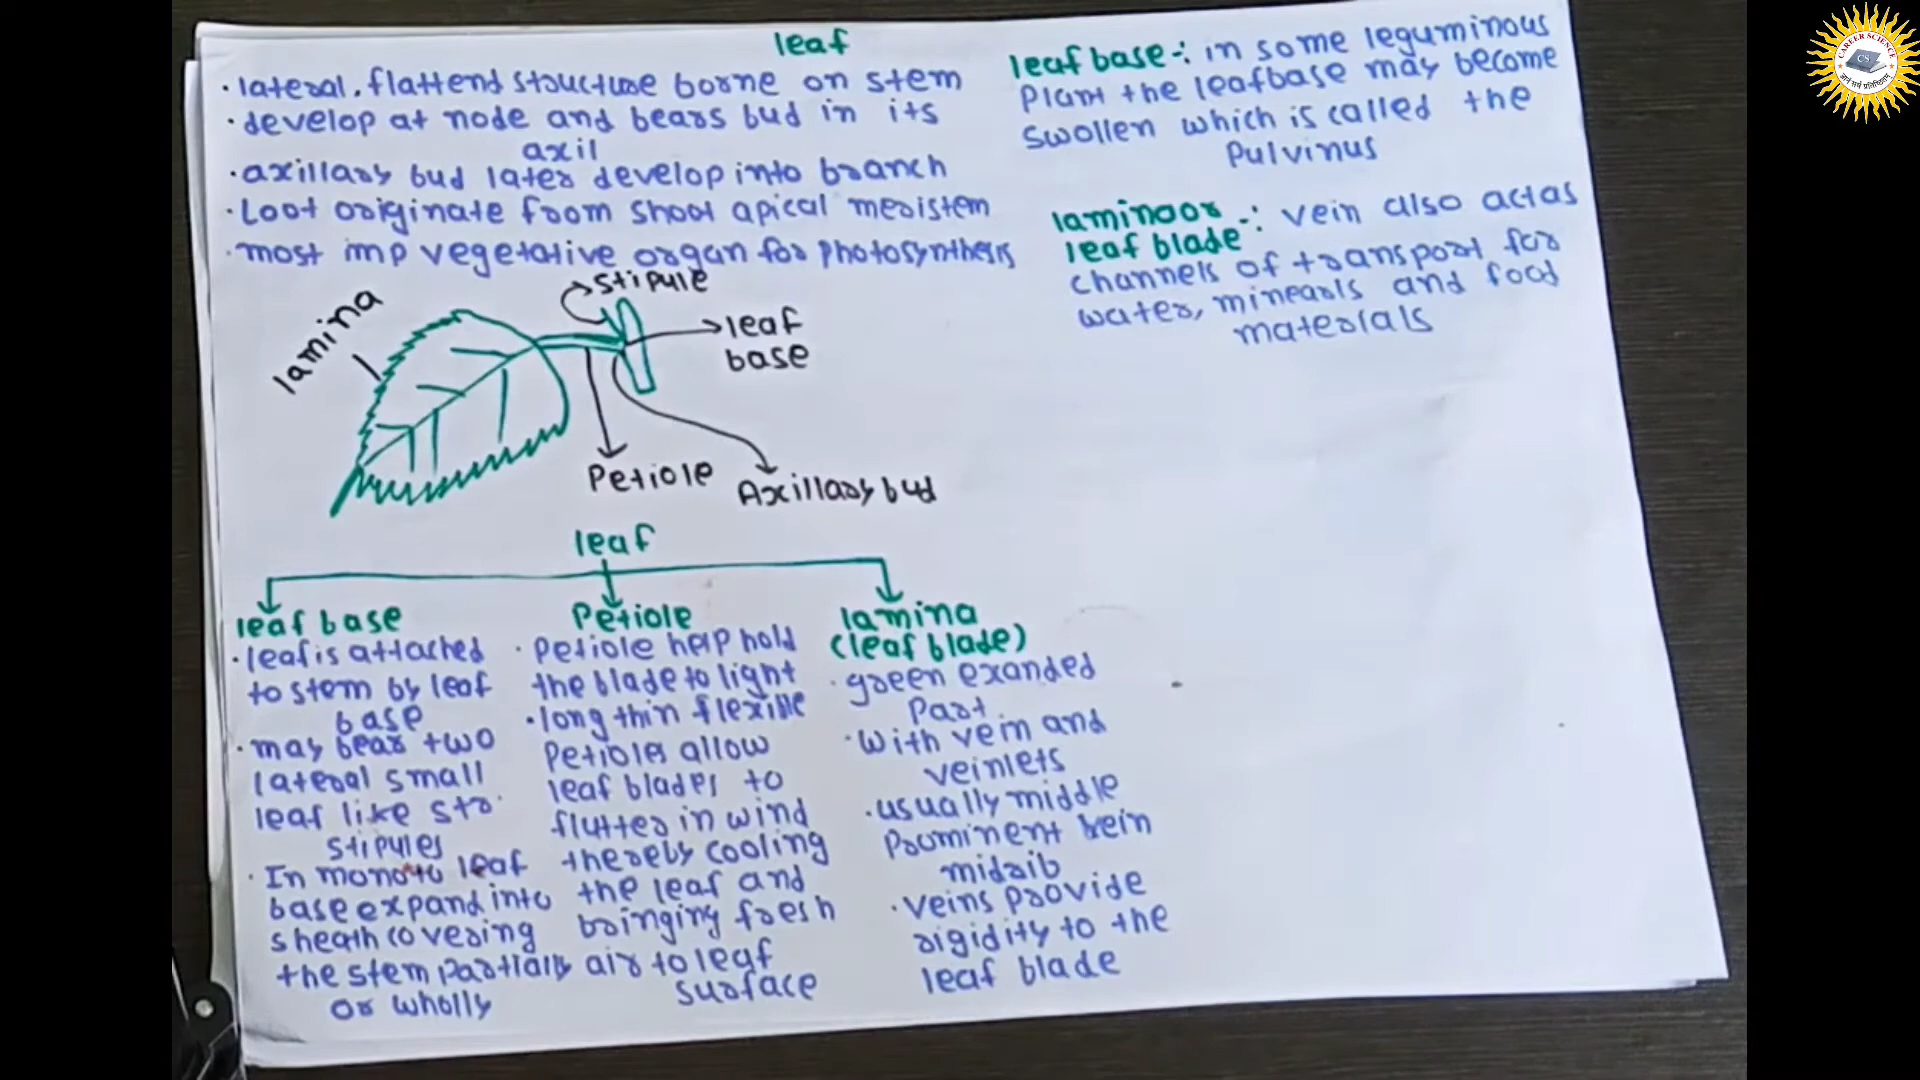 leaf
• lateral. flattend structure borne on stem
• develop at node and bears bud in its
axil
• axillary bud later develop into branch
• Loot originate from shoot apical meristem
• most imp vegetative organ for photosynthesis
stipule
lamina
leaf
base
Petiole
Axillary bud
leaf
leaf base
• leaf is attached
to stem by leaf
base
• may bear two
lateral small
leaf like str.
stipules
• In monoto leaf
base expand into
sheath covering
the stem partially
or wholly
Petiole
• Petiole help hold
the blade to light
• long thin flexible
Petioles allow
leaf blades to
flutter in wind
thereby cooling
the leaf and
bringing fresh
air to leaf
surface
lamina
(leaf blade)
• green exanded
Part
• with vein and
veinlets
• usually middle
Prominent vein
midrib
• veins provide
rigidity to the
leaf blade
leaf base -: in some leguminous
Plant the leafbase may become
swollen which is called the
Pulvinus
lamina or
leaf blade -: vein also act as
channels of transport for
water, minearls and food
materials
CAREER SCIENCE
CS